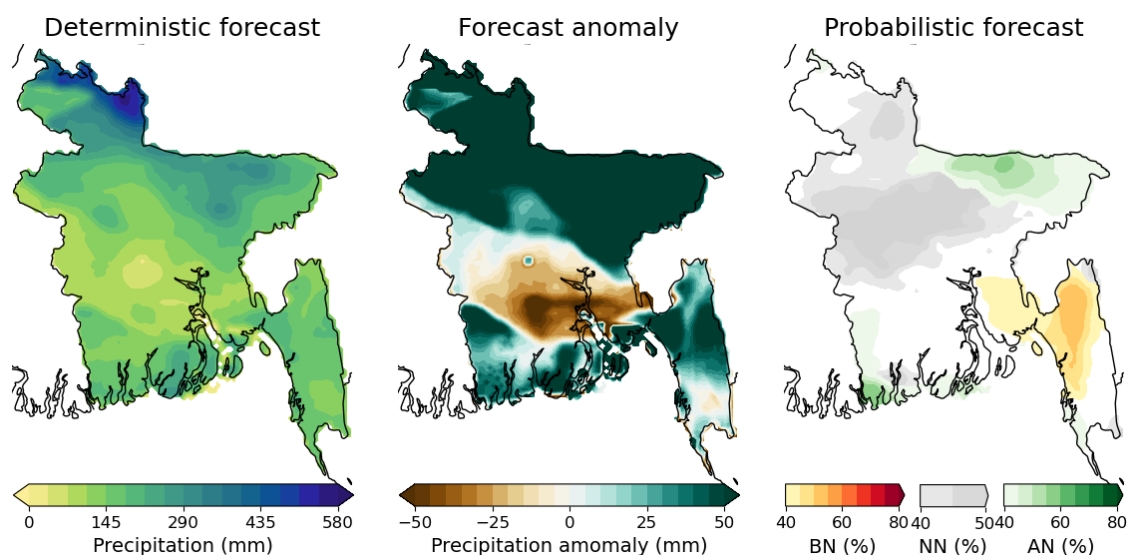 Deterministic forecast
Forecast anomaly
Probabilistic forecast
0 145 290 435 580
Precipitation (mm)
−50 −25 0 25 50
Precipitation amomaly (mm)
40 60 80
BN (%)
40 50
NN (%)
40 60 80
AN (%)